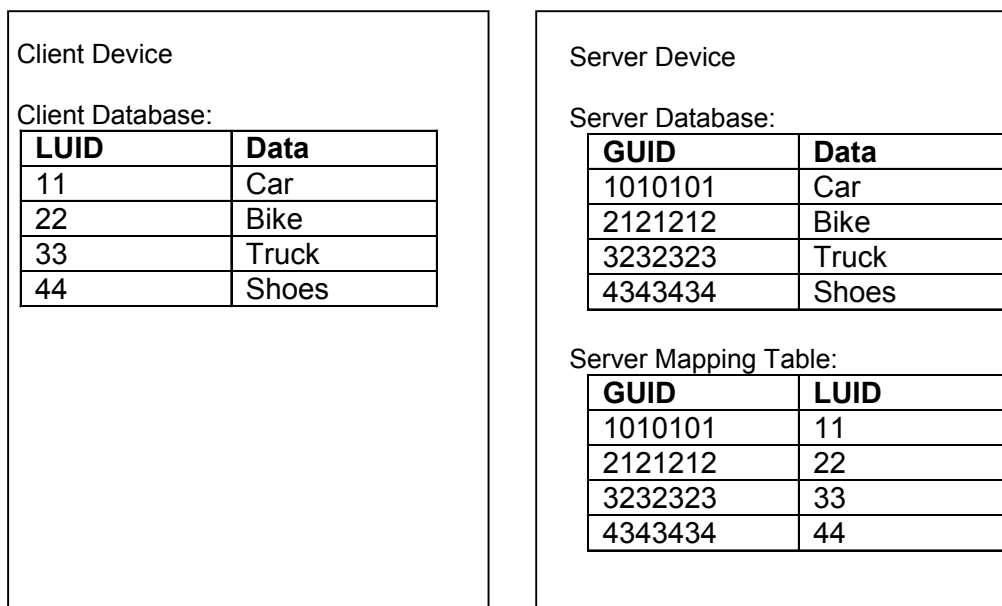 Client Device
Client Database:
LUID Data
11 Car
22 Bike
33 Truck
44 Shoes
Server Device
Server Database:
GUID Data
1010101 Car
2121212 Bike
3232323 Truck
4343434 Shoes
Server Mapping Table:
GUID LUID
1010101 11
2121212 22
3232323 33
4343434 44